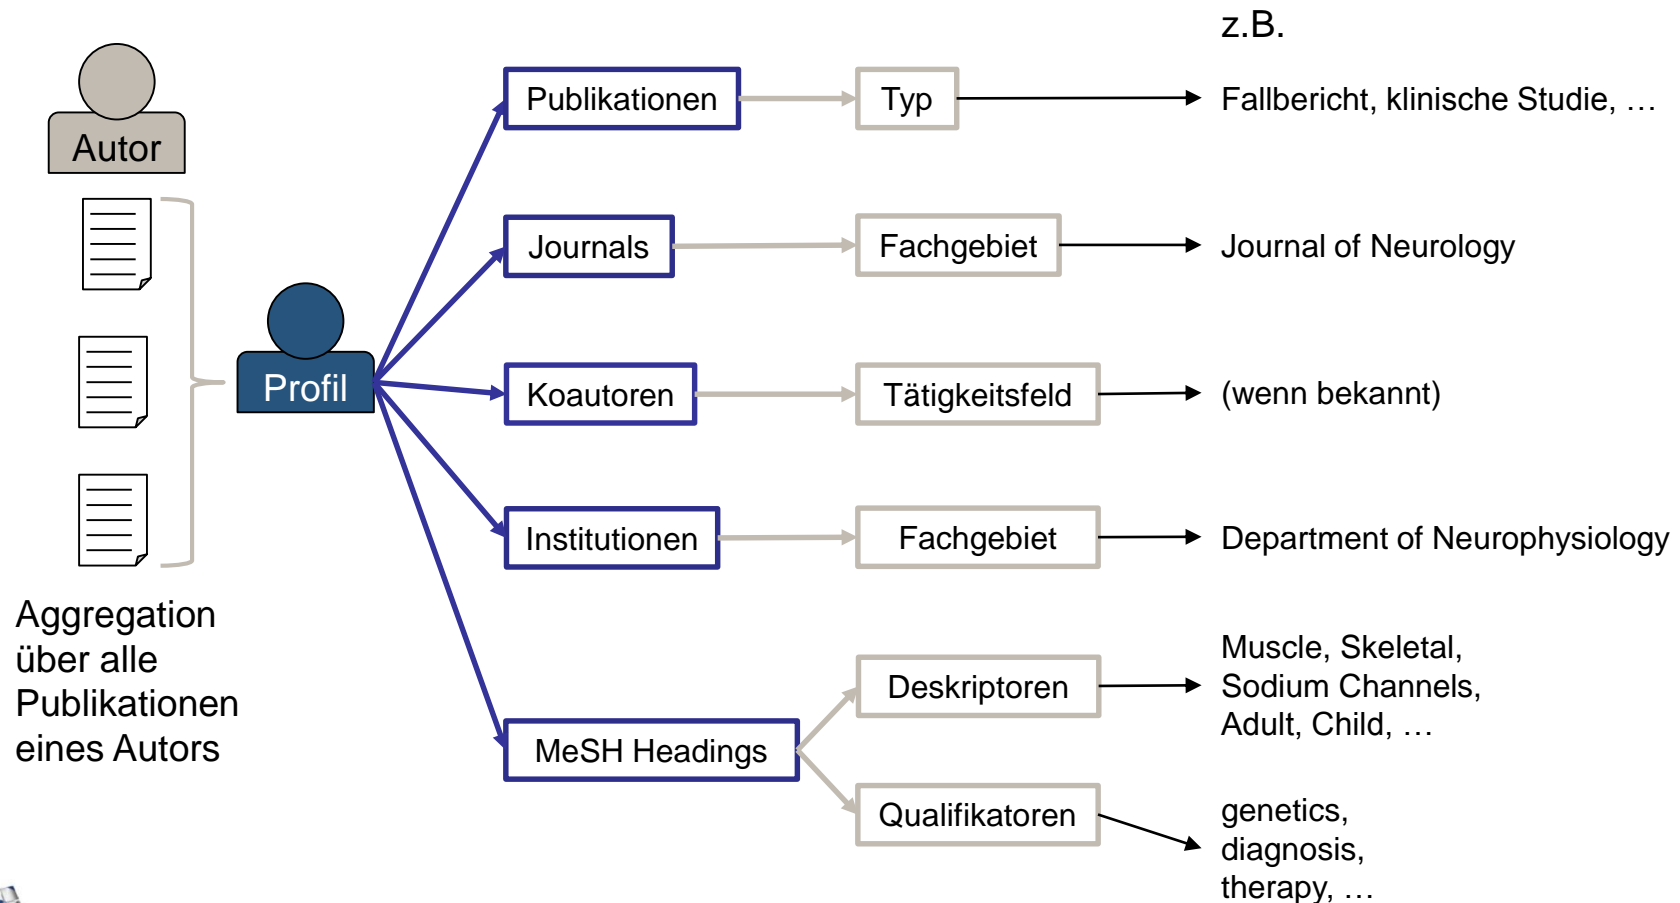 z.B.
Autor
Publikationen
Typ
Fallbericht, klinische Studie, …
Journals
Fachgebiet
Journal of Neurology
Profil
Koautoren
Tätigkeitsfeld
(wenn bekannt)
Institutionen
Fachgebiet
Department of Neurophysiology
Aggregation
über alle
Publikationen
eines Autors
MeSH Headings
Deskriptoren
Muscle, Skeletal,
Sodium Channels,
Adult, Child, …
Qualifikatoren
genetics,
diagnosis,
therapy, …